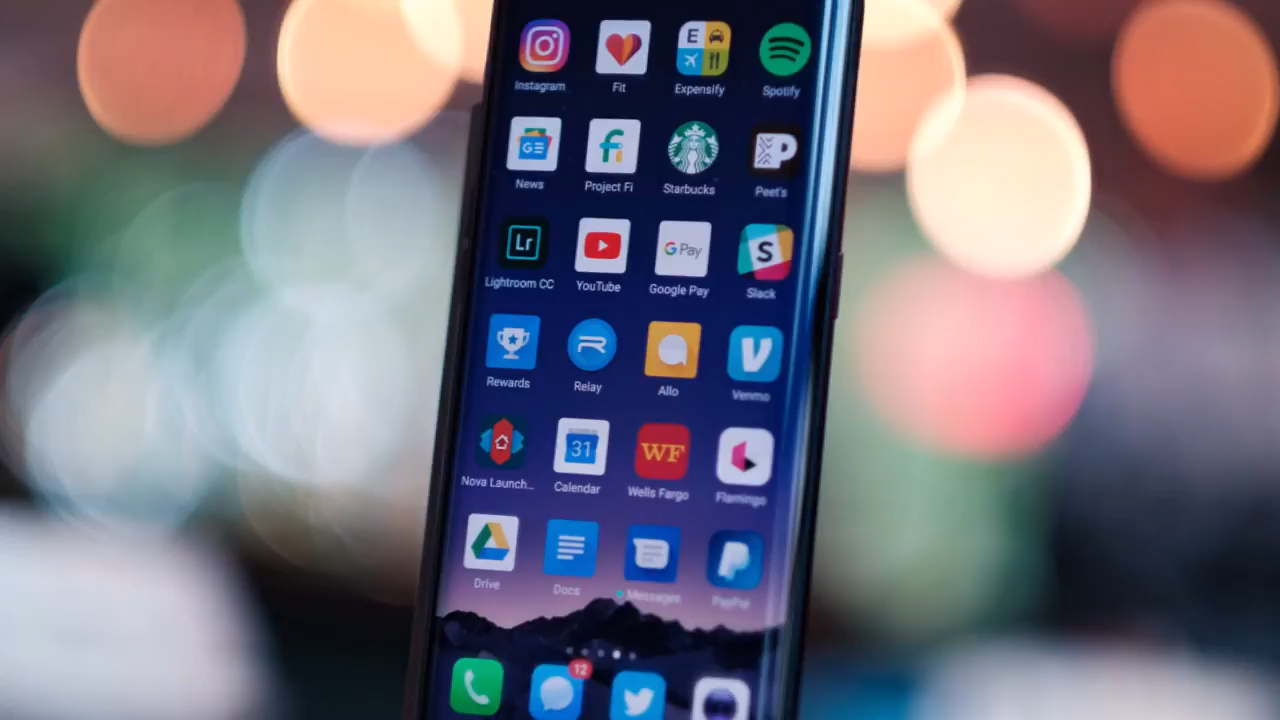 E
Instagram Fit Expensify Spotify
GE P
News Project Fi Starbucks Peet's
Lr G Pay S
Lightroom CC YouTube Google Pay Slack
Rewards Relay Allo Venmo
31 WF
Nova Launch... Calendar Wells Fargo Flamingo
Drive Docs Messages PayPal
12